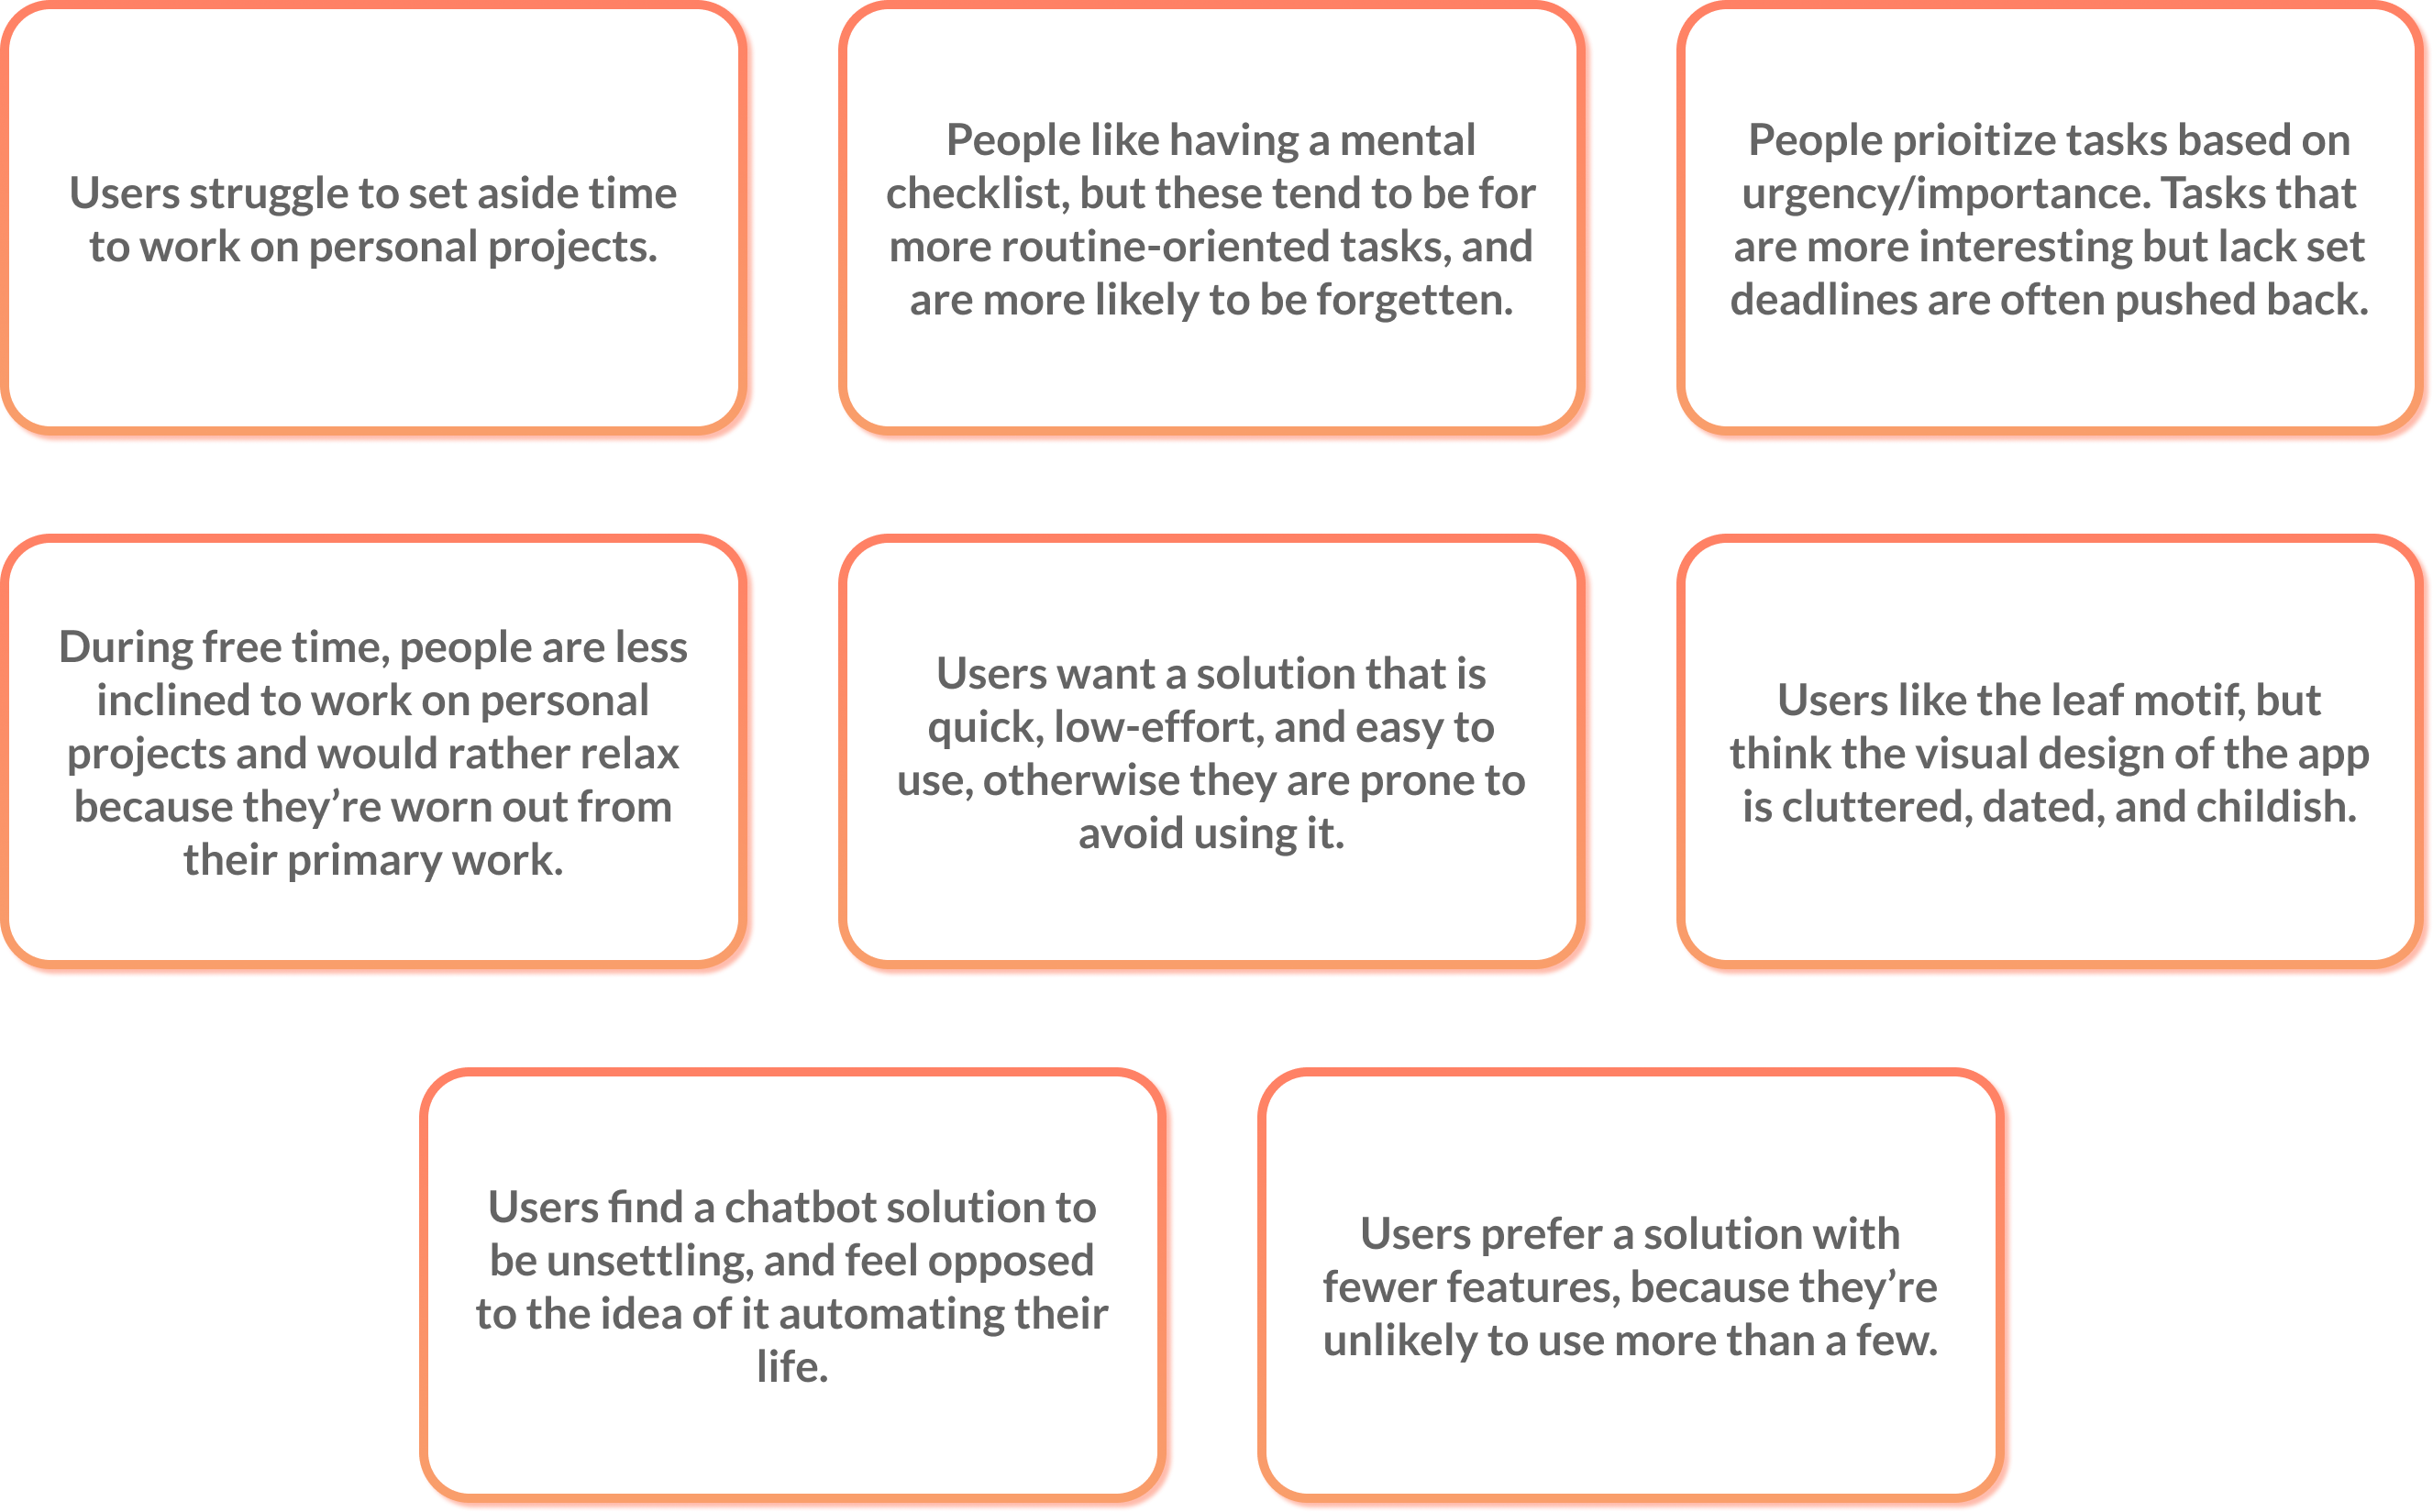 Users struggle to set aside time
to work on personal projects.
People like having a mental
checklist, but these tend to be for
more routine-oriented tasks, and
are more likely to be forgetten.
People prioritize tasks based on
urgency/importance. Tasks that
are more interesting but lack set
deadlines are often pushed back.
During free time, people are less
inclined to work on personal
projects and would rather relax
because they’re worn out from
their primary work.
Users want a solution that is
quick, low-effort, and easy to
use, otherwise they are prone to
avoid using it.
Users like the leaf motif, but
think the visual design of the app
is cluttered, dated, and childish.
Users find a chatbot solution to
be unsettling, and feel opposed
to the idea of it automating their
life.
Users prefer a solution with
fewer features, because they’re
unlikely to use more than a few.